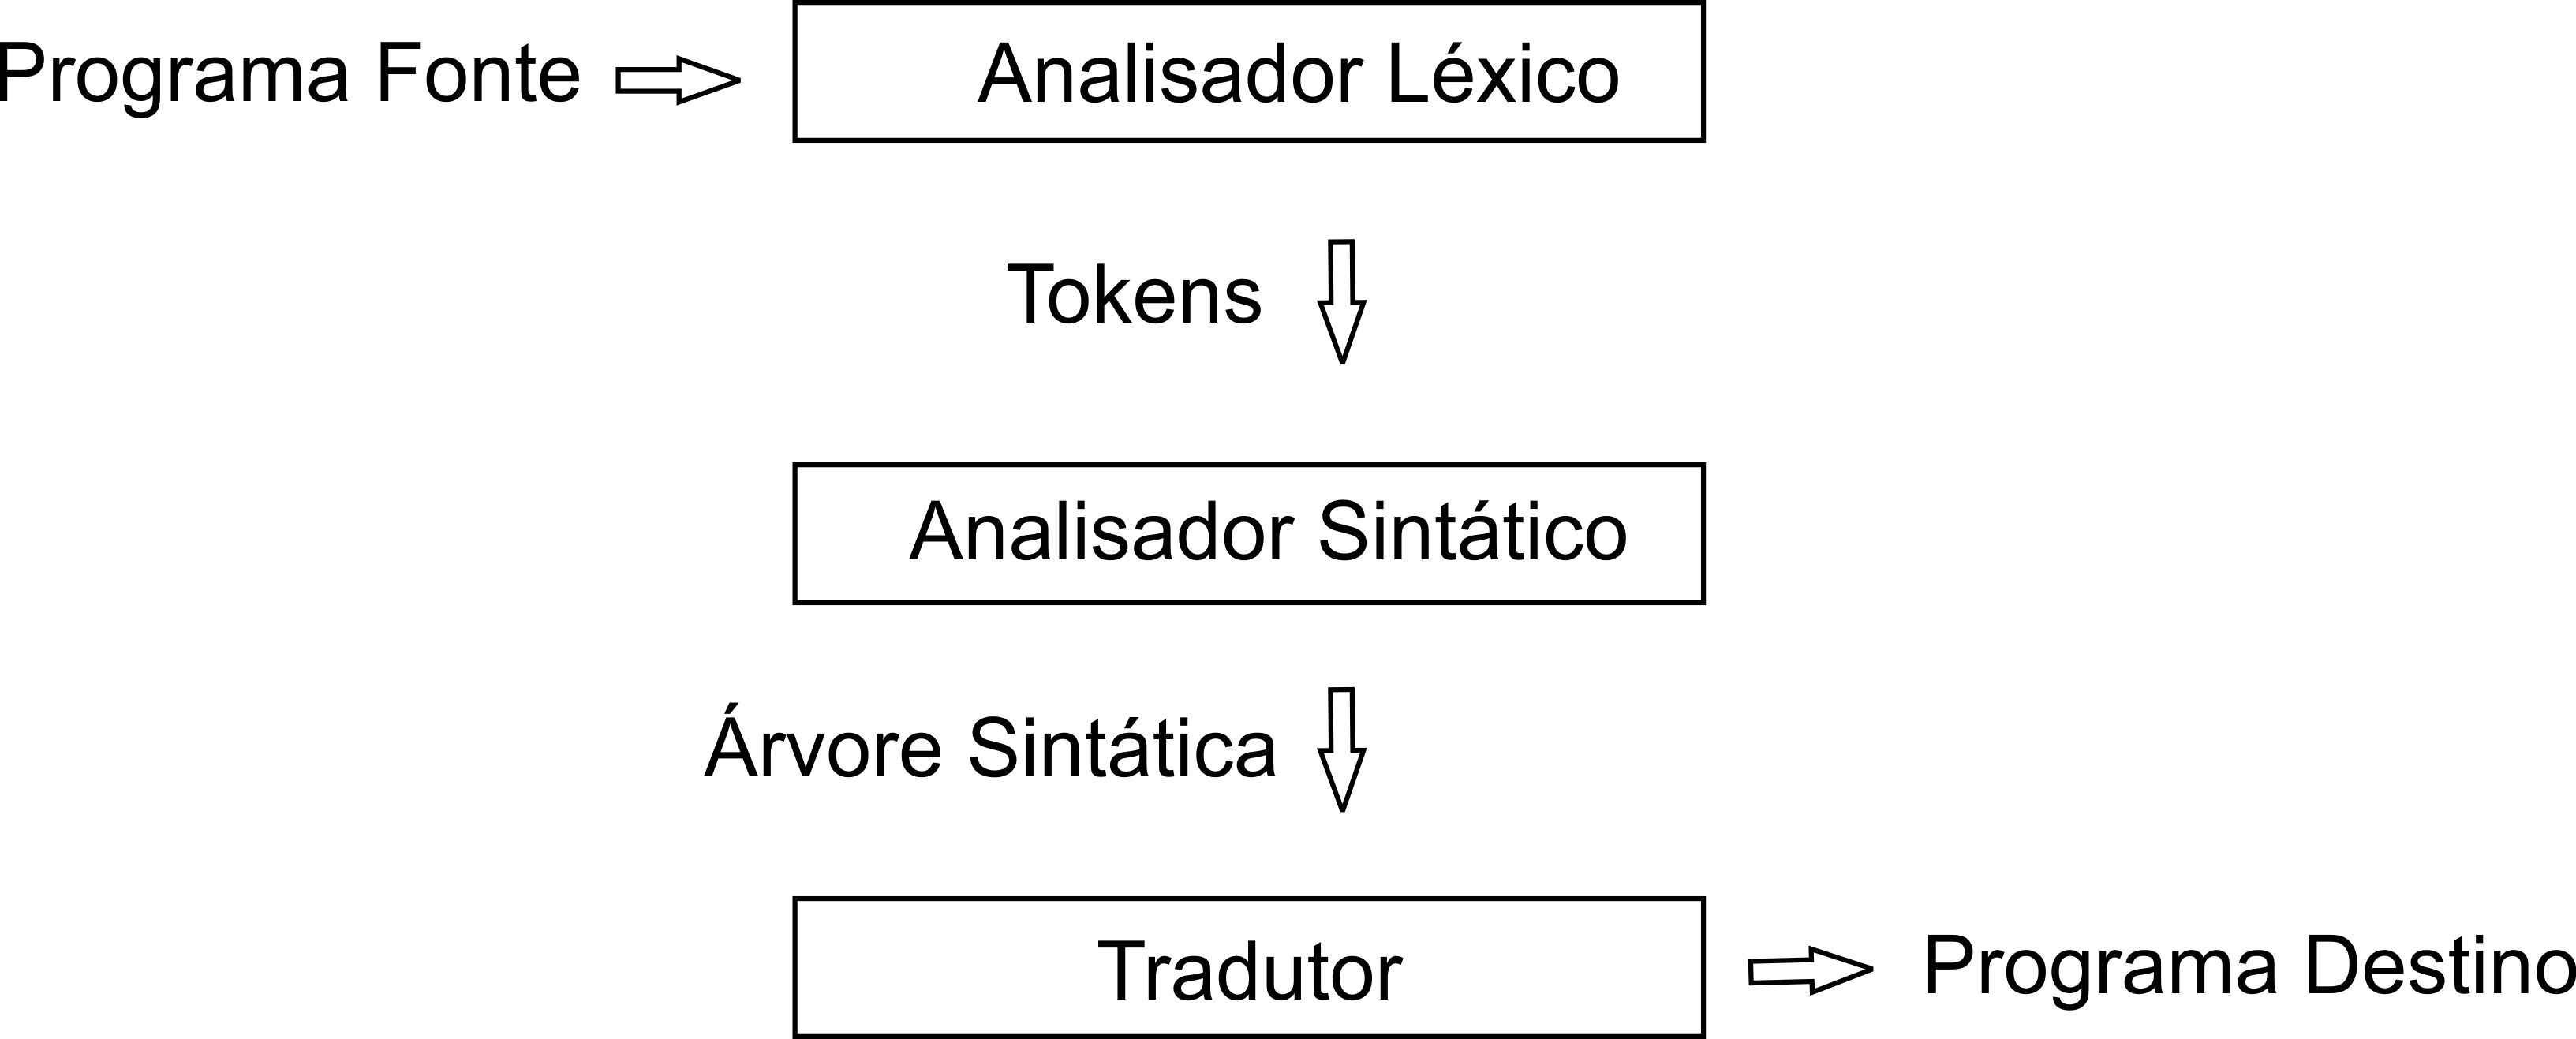 Programa Fonte
Analisador Léxico
Tokens
Analisador Sintático
Árvore Sintática
Tradutor
Programa Destino